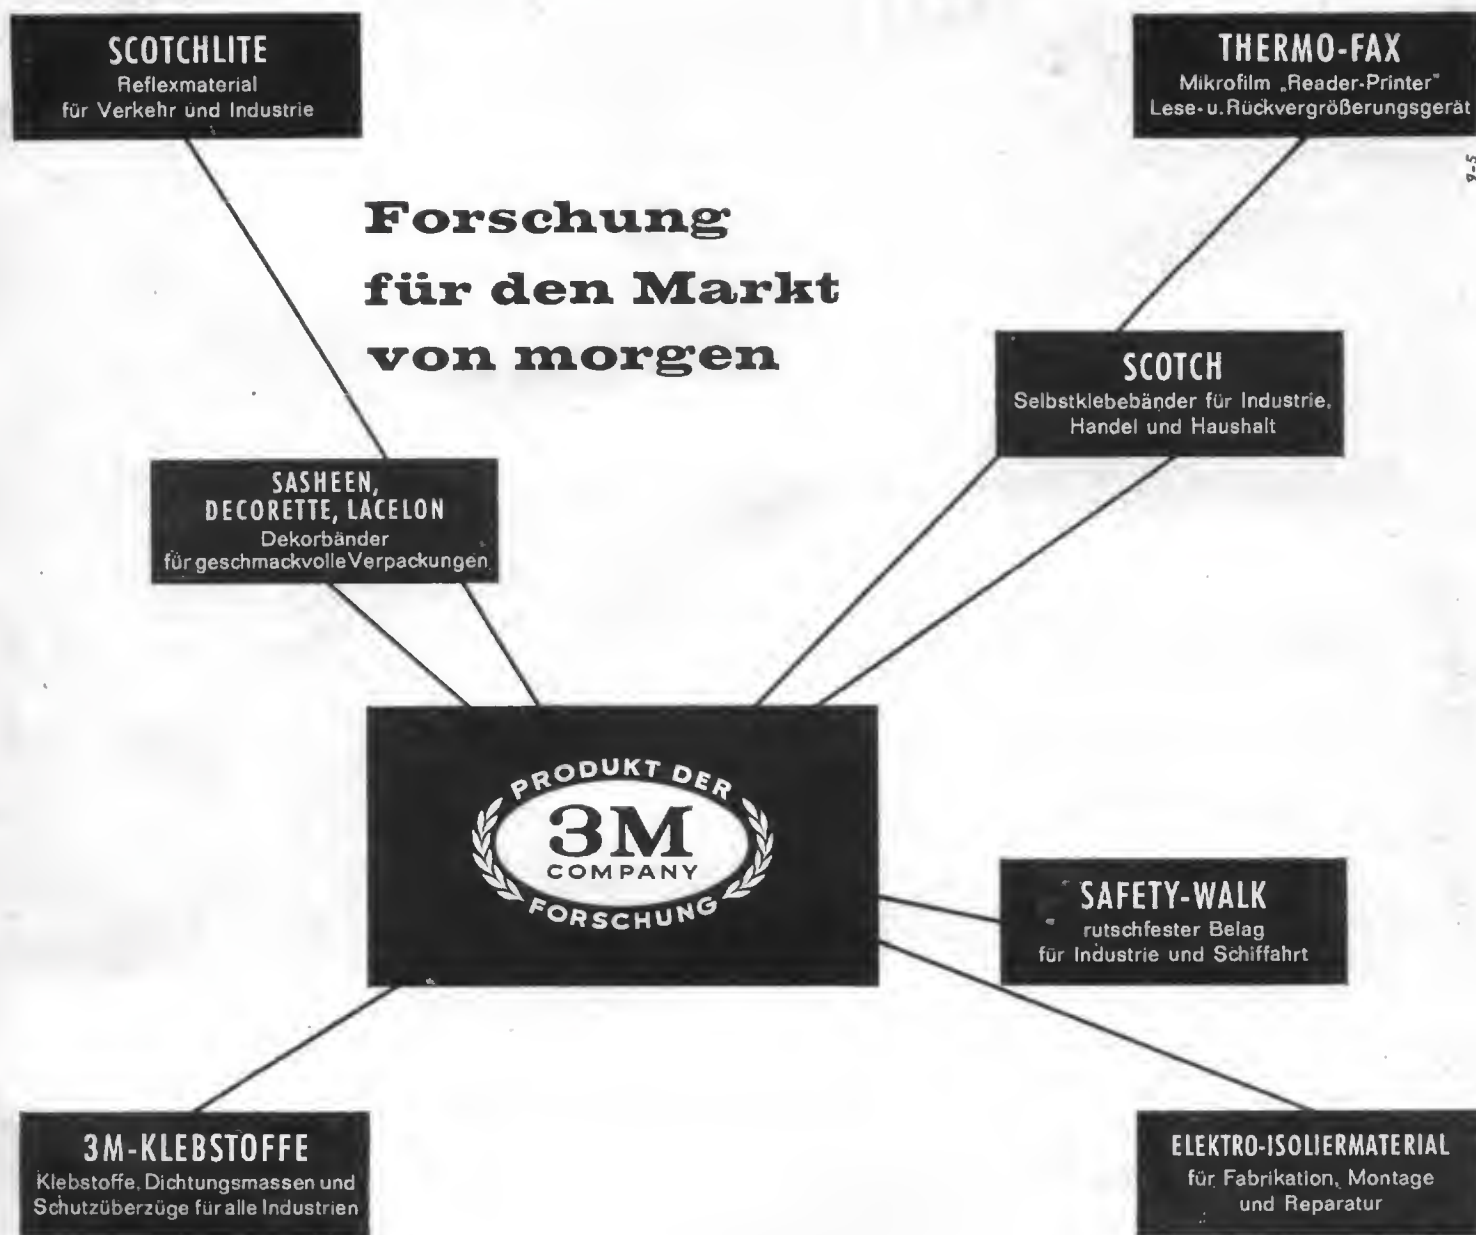 SCOTCHLITE
Reflexmaterial
für Verkehr und Industrie
THERMO-FAX
Mikrofilm „Reader-Printer"
Lese- u. Rückvergrößerungsgerät
9-5
Forschung
für den Markt
von morgen
SCOTCH
Selbstklebebänder für Industrie,
Handel und Haushalt
SASHEEN,
DECORETTE, LACELON
Dekorbänder
für geschmackvolle Verpackungen
PRODUKT DER
3M
COMPANY
FORSCHUNG
SAFETY-WALK
rutschfester Belag
für Industrie und Schiffahrt
3M-KLEBSTOFFE
Klebstoffe, Dichtungsmassen und
Schutzüberzüge für alle Industrien
ELEKTRO-ISOLIERMATERIAL
für Fabrikation, Montage
und Reparatur